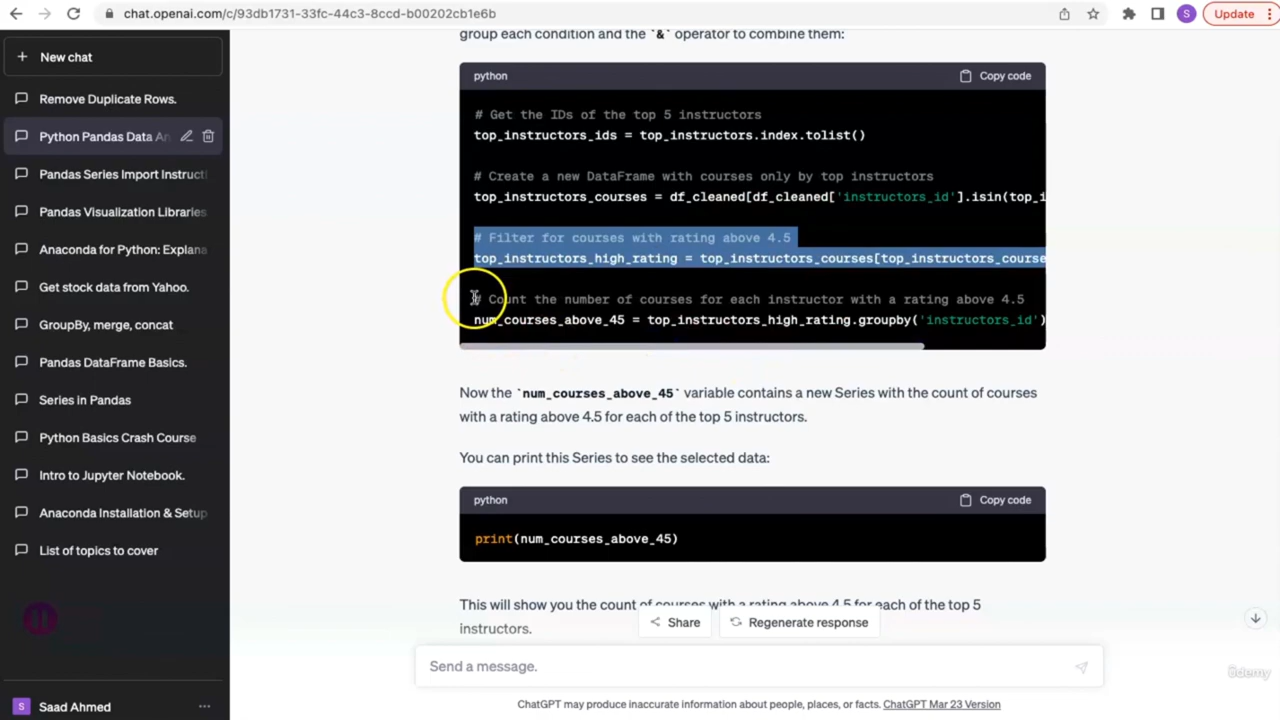 chat.openai.com/c/93db1731-33fc-44c3-8ccd-b00202cb1e6b
S
Update
New chat
Remove Duplicate Rows.
Python Pandas Data An
Pandas Series Import Instructi
Pandas Visualization Libraries
Anaconda for Python: Explana
Get stock data from Yahoo.
GroupBy, merge, concat
Pandas DataFrame Basics.
Series in Pandas
Python Basics Crash Course
Intro to Jupyter Notebook.
Anaconda Installation & Setup
List of topics to cover
S Saad Ahmed
group each condition and the `&` operator to combine them:
python Copy code
# Get the IDs of the top 5 instructors
top_instructors_ids = top_instructors.index.tolist()
# Create a new DataFrame with courses only by top instructors
top_instructors_courses = df_cleaned[df_cleaned['instructors_id'].isin(top_i
# Filter for courses with rating above 4.5
top_instructors_high_rating = top_instructors_courses[top_instructors_course
# Count the number of courses for each instructor with a rating above 4.5
num_courses_above_45 = top_instructors_high_rating.groupby('instructors_id')
Now the `num_courses_above_45` variable contains a new Series with the count of courses
with a rating above 4.5 for each of the top 5 instructors.
You can print this Series to see the selected data:
python Copy code
print(num_courses_above_45)
This will show you the count of courses with a rating above 4.5 for each of the top 5
instructors.
Share
Regenerate response
Send a message.
ûdemy
ChatGPT may produce inaccurate information about people, places, or facts. ChatGPT Mar 23 Version